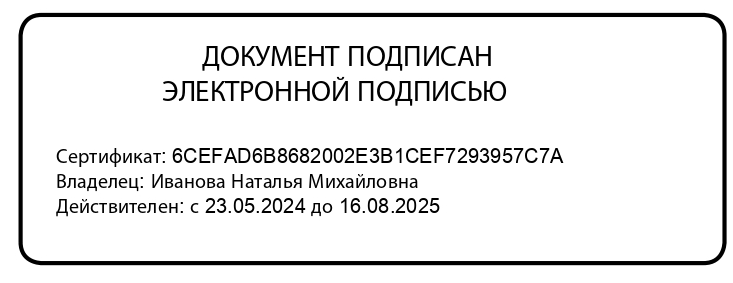 ДОКУМЕНТ ПОДПИСАН
ЭЛЕКТРОННОЙ ПОДПИСЬЮ
Сертификат: 6CEFAD6B8682002E3B1CEF7293957C7A
Владелец: Иванова Наталья Михайловна
Действителен: с 23.05.2024 до 16.08.2025